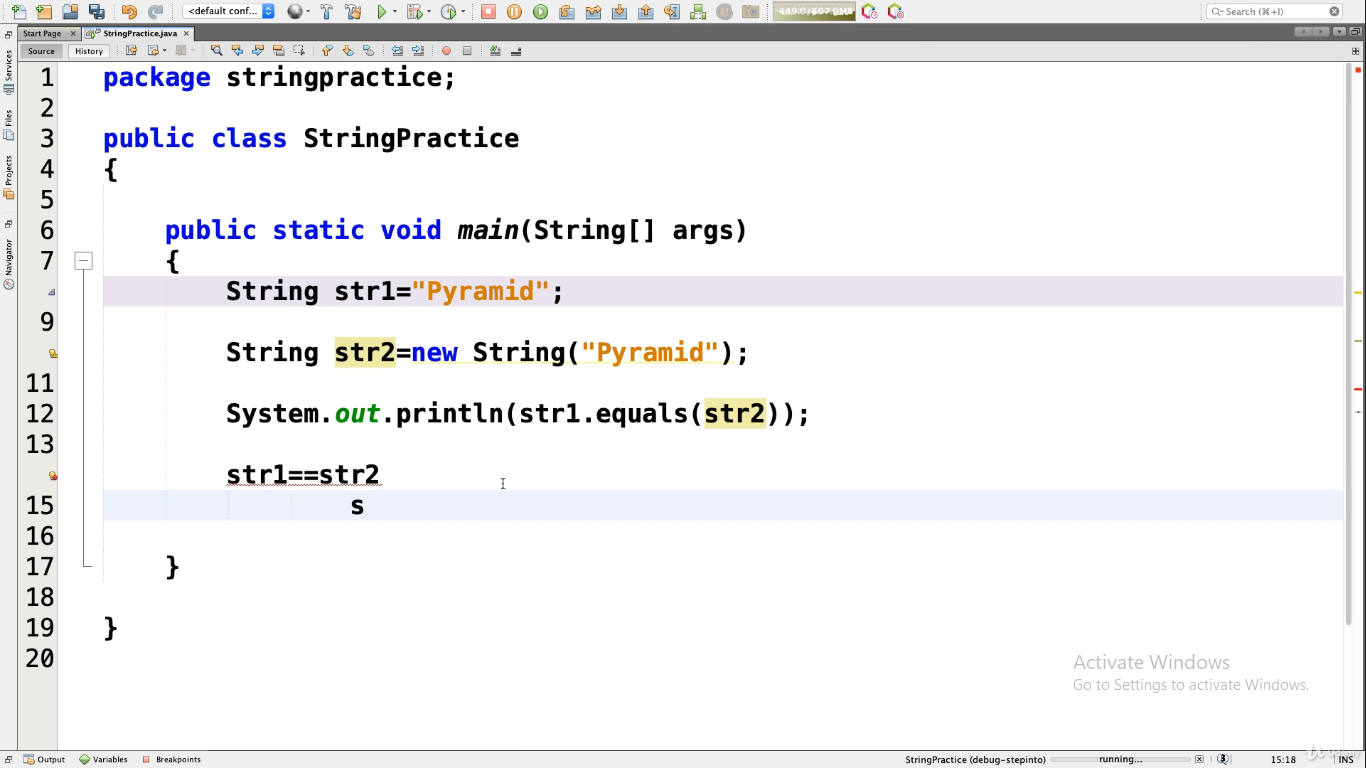 <default conf...
449.0/807.0MB
Search (⌘+I)
Start Page
StringPractice.java
Source
History
Services
Files
Projects
Navigator
1 package stringpractice;
2
3 public class StringPractice
4 {
5
6 public static void main(String[] args)
7 {
String str1="Pyramid";
9
String str2=new String("Pyramid");
11
12 System.out.println(str1.equals(str2));
13
str1==str2
15 s
16
17 }
18
19 }
20
Activate Windows
Go to Settings to activate Windows.
Output
Variables
Breakpoints
StringPractice (debug-stepinto)
running...
3
15:18
INS
Udemy